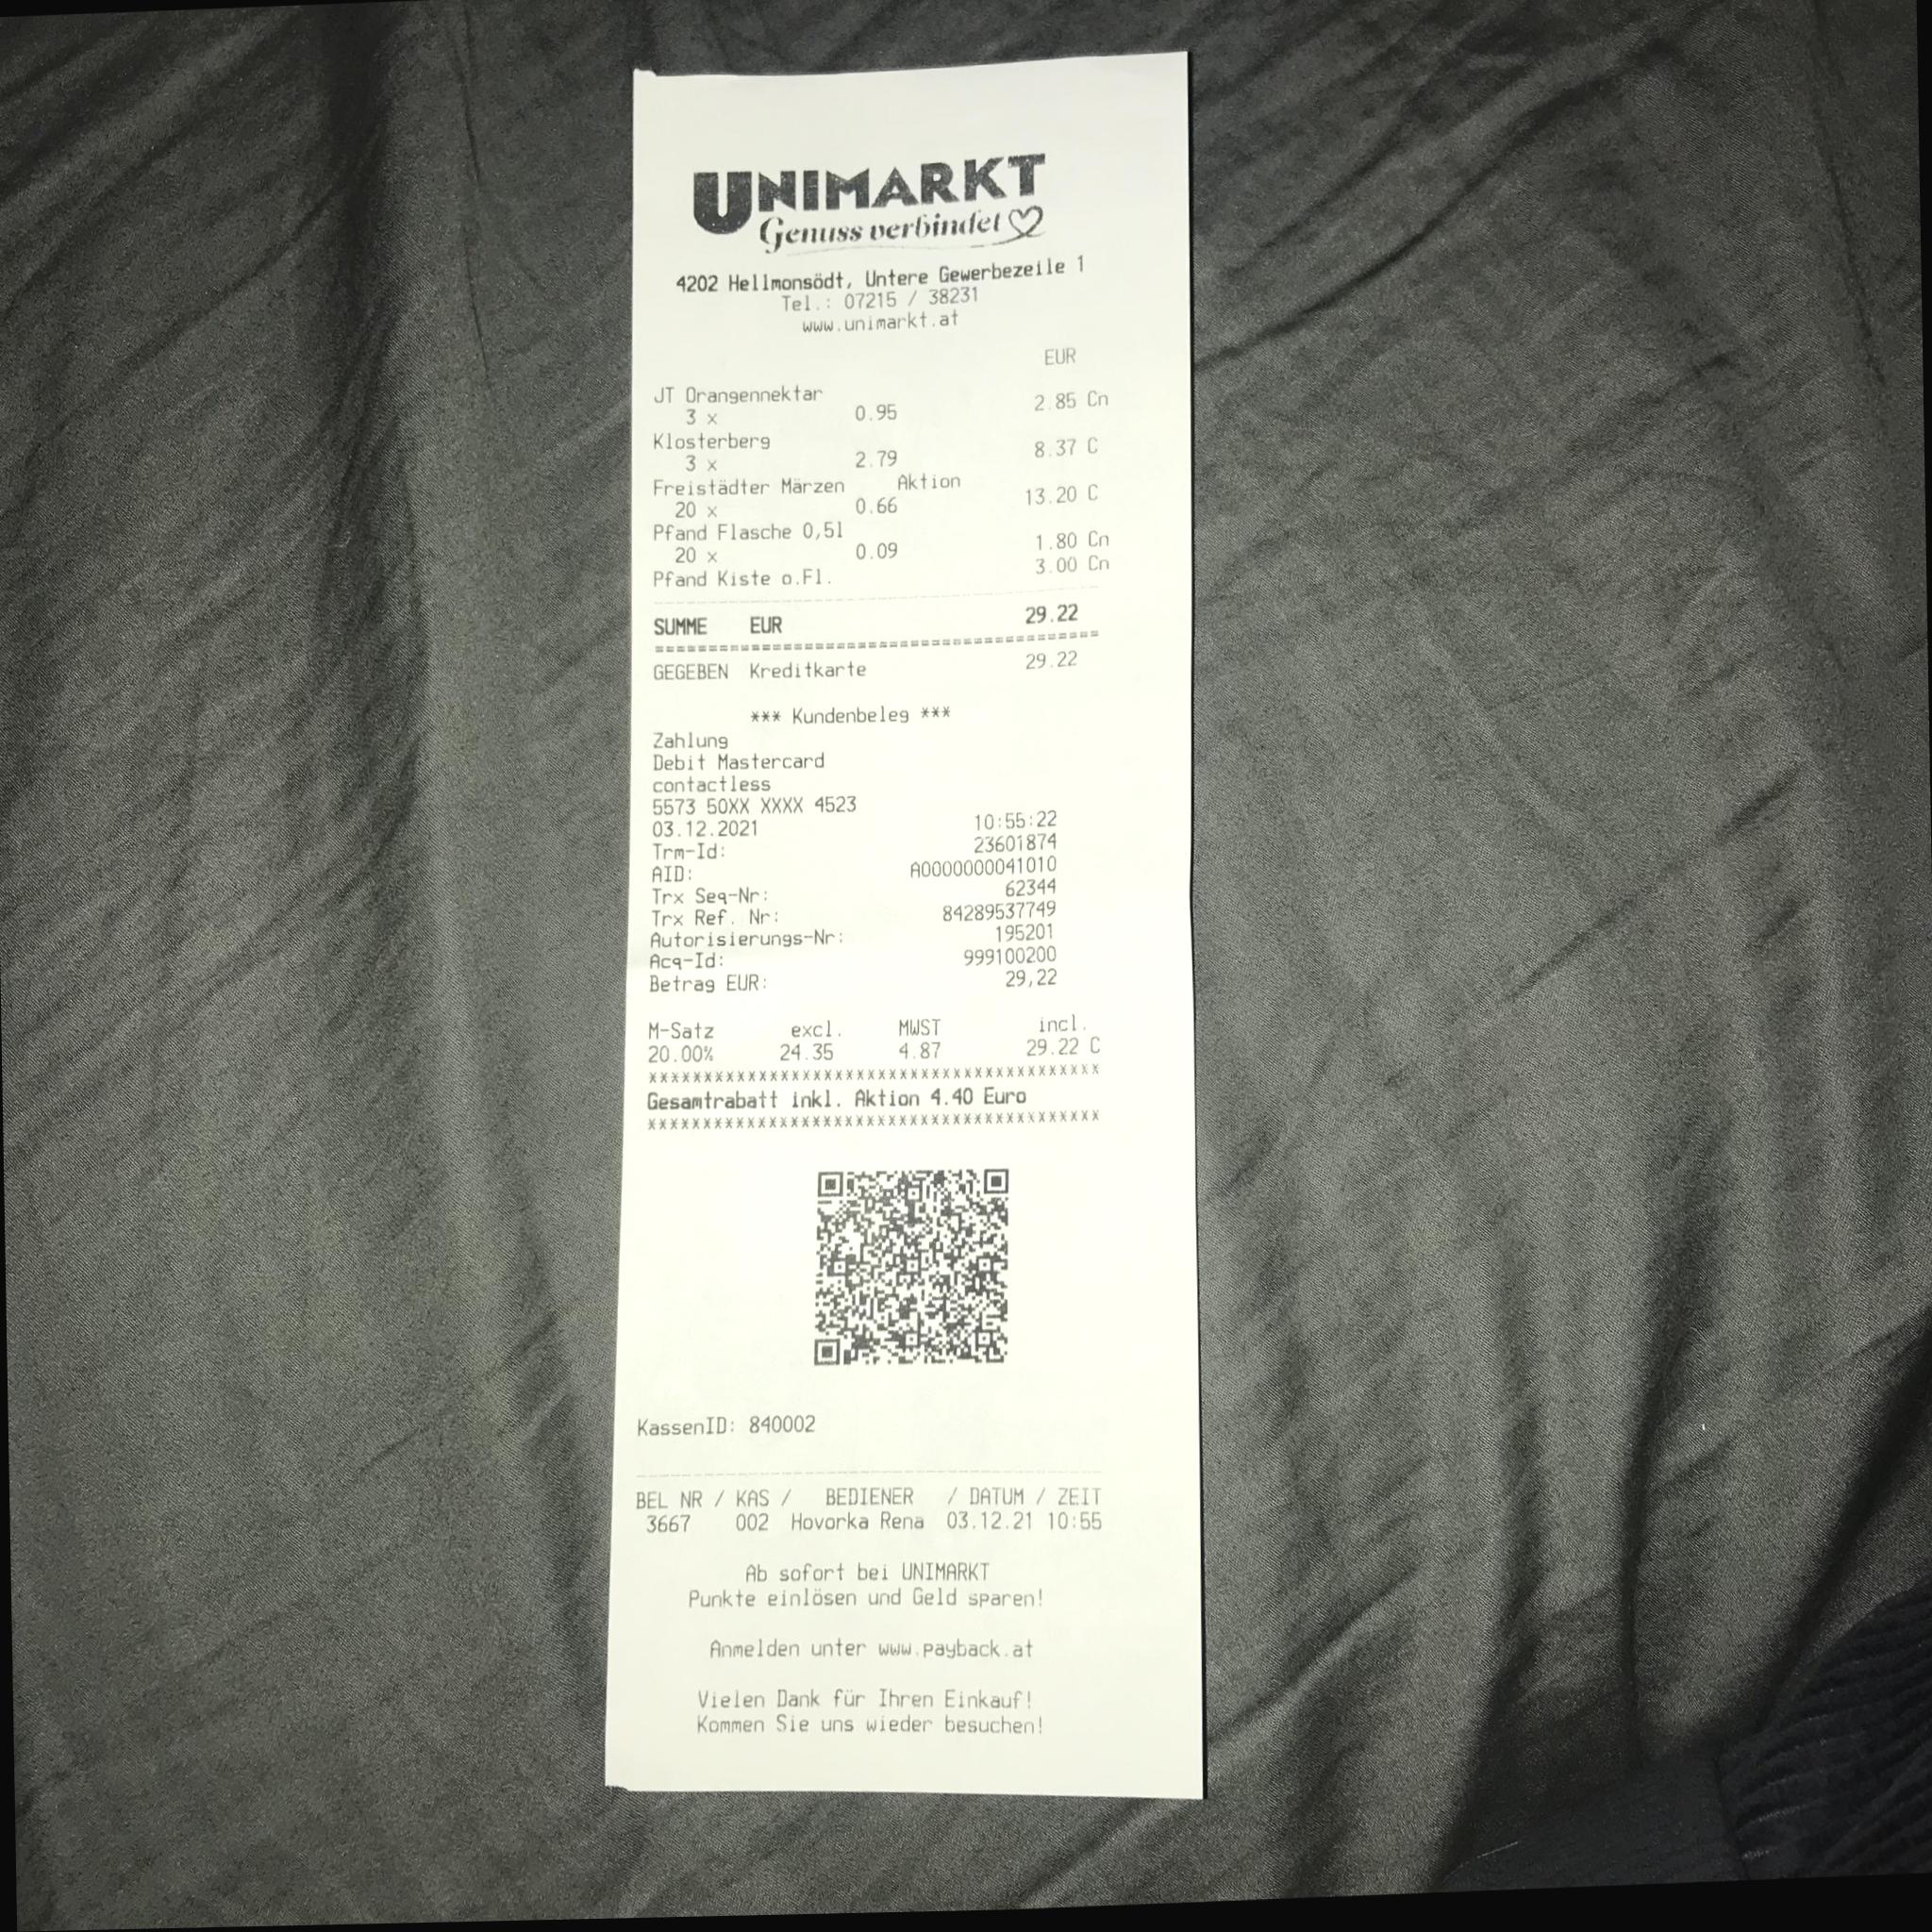 UNIMARKT
Genuss verbindet
4202 Hellmonsödt, Untere Gewerbezeile 1
Tel.: 07215 / 38231
www.unimarkt.at
EUR
JT Orangennektar
3 x 0.95 2.85 Cn
Klosterberg
3 x 2.79 8.37 C
Freistädter Märzen Aktion
20 x 0.66 13.20 C
Pfand Flasche 0,5l
20 x 0.09 1.80 Cn
Pfand Kiste o.Fl. 3.00 Cn
SUMME EUR 29.22
=========================================
GEGEBEN Kreditkarte 29.22
*** Kundenbeleg ***
Zahlung
Debit Mastercard
contactless
5573 50XX XXXX 4523
03.12.2021 10:55:22
Trm-Id: 23601874
AID: A0000000041010
Trx Seq-Nr: 62344
Trx Ref. Nr: 84289537749
Autorisierungs-Nr: 195201
Acq-Id: 999100200
Betrag EUR: 29,22
M-Satz excl. MWST incl.
20.00% 24.35 4.87 29.22 C
xxxxxxxxxxxxxxxxxxxxxxxxxxxxxxxxxxxxxxxxxx
Gesamtrabatt inkl. Aktion 4.40 Euro
xxxxxxxxxxxxxxxxxxxxxxxxxxxxxxxxxxxxxxxxxx
KassenID: 840002
BEL NR / KAS / BEDIENER / DATUM / ZEIT
3667 002 Hovorka Rena 03.12.21 10:55
Ab sofort bei UNIMARKT
Punkte einlösen und Geld sparen!
Anmelden unter www.payback.at
Vielen Dank für Ihren Einkauf!
Kommen Sie uns wieder besuchen!